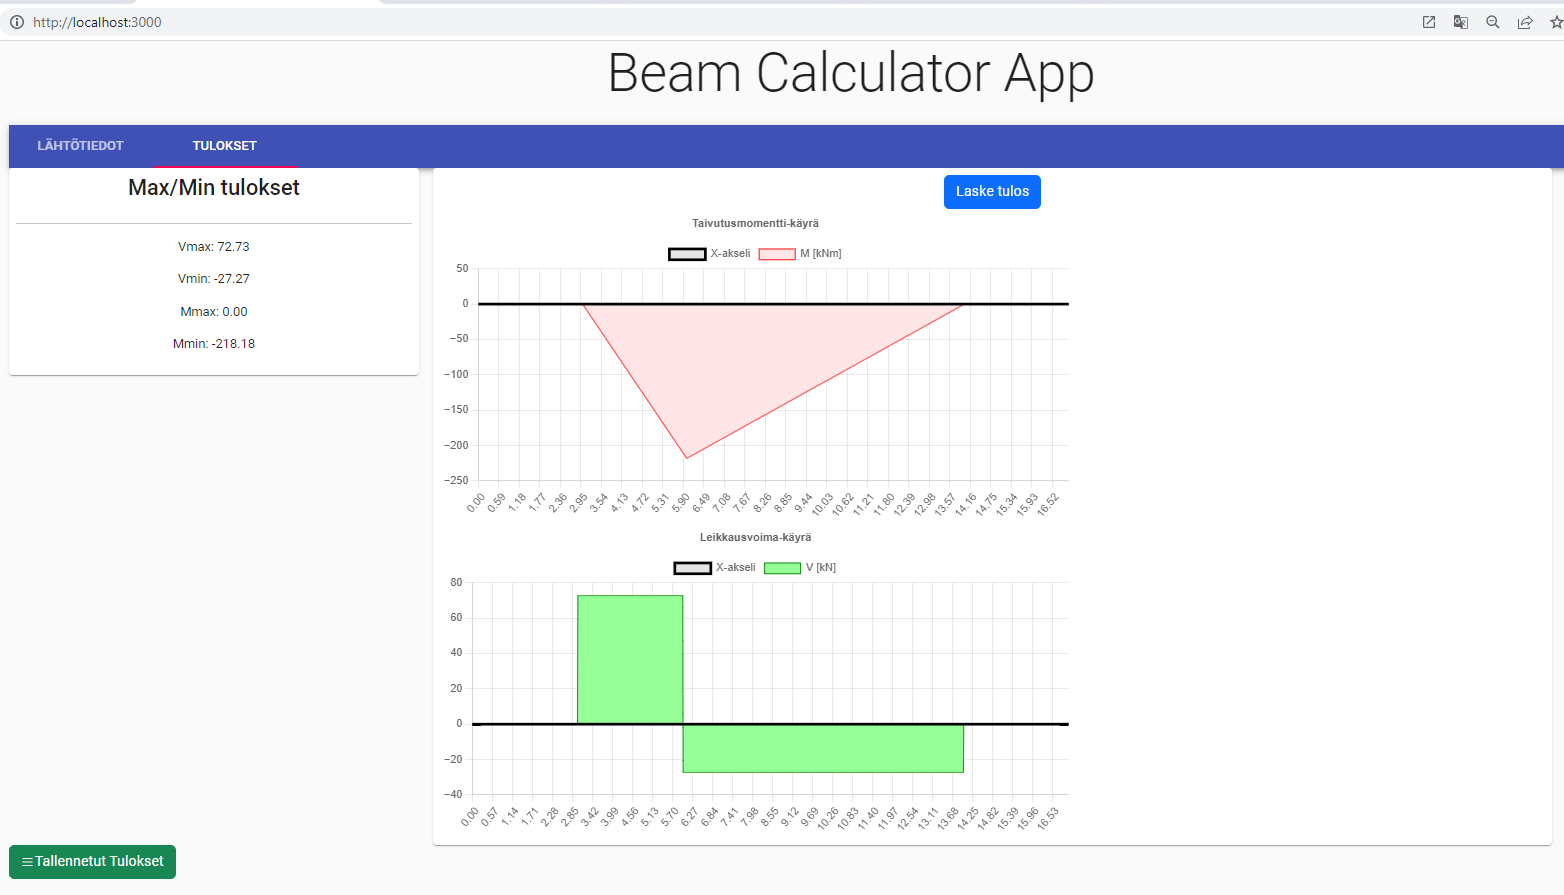 http://localhost:3000
Beam Calculator App
LÄHTÖTIEDOT TULOKSET
Max/Min tulokset
Vmax: 72.73
Vmin: -27.27
Mmax: 0.00
Mmin: -218.18
Laske tulos
Taivutusmomentti-käyrä
X-akseli M [kNm]
50
0
−50
−100
−150
−200
−250
0.00 0.59 1.18 1.77 2.36 2.95 3.54 4.13 4.72 5.31 5.90 6.49 7.08 7.67 8.26 8.85 9.44 10.03 10.62 11.21 11.80 12.39 12.98 13.57 14.16 14.75 15.34 15.93 16.52
Leikkausvoima-käyrä
X-akseli V [kN]
80
60
40
20
0
−20
−40
0.00 0.57 1.14 1.71 2.28 2.85 3.42 3.99 4.56 5.13 5.70 6.27 6.84 7.41 7.98 8.55 9.12 9.69 10.26 10.83 11.40 11.97 12.54 13.11 13.68 14.25 14.82 15.39 15.96 16.53
Tallennetut Tulokset